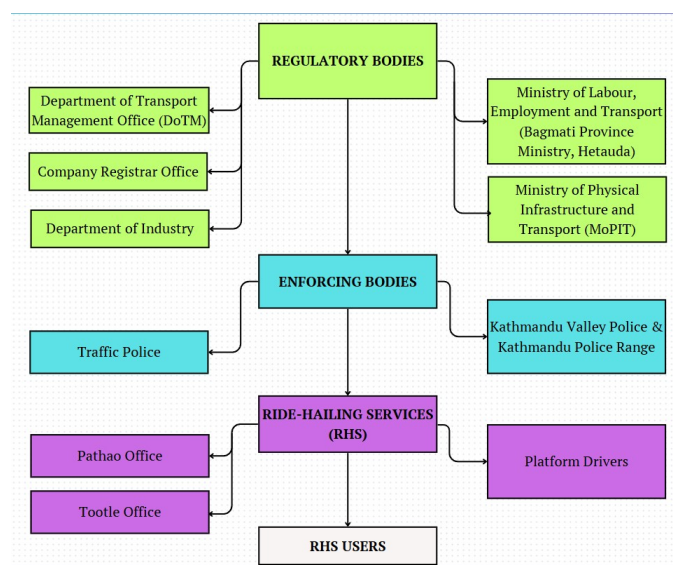 REGULATORY BODIES
Department of Transport
Management Office (DoTM)
Company Registrar Office
Department of Industry
Ministry of Labour,
Employment and Transport
(Bagmati Province
Ministry, Hetauda)
Ministry of Physical
Infrastructure and
Transport (MoPIT)
ENFORCING BODIES
Traffic Police
Kathmandu Valley Police &
Kathmandu Police Range
RIDE-HAILING SERVICES
(RHS)
Pathao Office
Tootle Office
Platform Drivers
RHS USERS